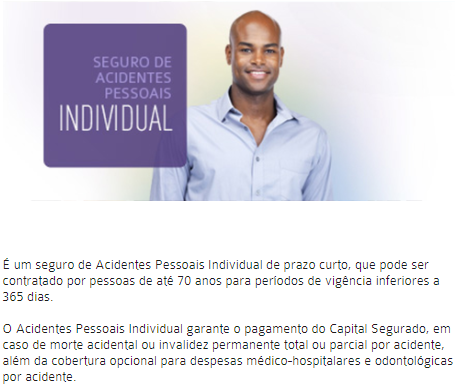 SEGURO DE
ACIDENTES
PESSOAIS
INDIVIDUAL
É um seguro de Acidentes Pessoais Individual de prazo curto, que pode ser
contratado por pessoas de até 70 anos para períodos de vigência inferiores a
365 dias.
O Acidentes Pessoais Individual garante o pagamento do Capital Segurado, em
caso de morte acidental ou invalidez permanente total ou parcial por acidente,
além da cobertura opcional para despesas médico-hospitalares e odontológicas
por acidente.